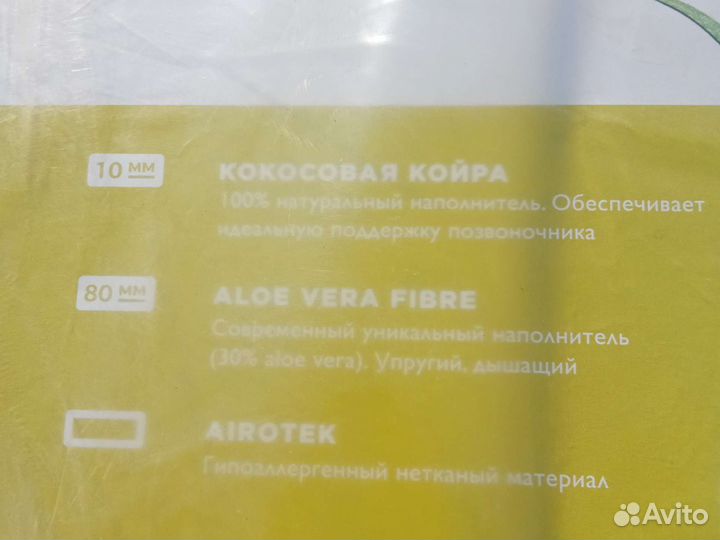 10 мм
КОКОСОВАЯ КОЙРА
100% натуральный наполнитель. Обеспечивает
идеальную поддержку позвоночника
80 мм
ALOE VERA FIBRE
Современный уникальный наполнитель
(30% aloe vera). Упругий, дышащий
AIROTEK
Гипоаллергенный нетканый материал
Avito